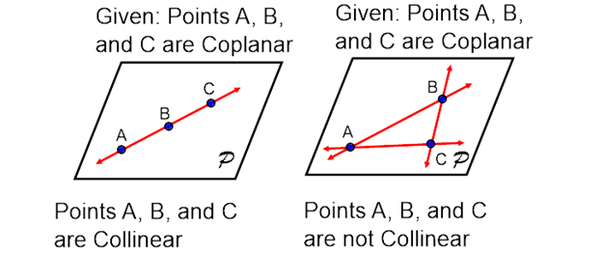 Given: Points A, B,
and C are Coplanar
C
B
A
P
Points A, B, and C
are Collinear
Given: Points A, B,
and C are Coplanar
B
A
C P
Points A, B, and C
are not Collinear